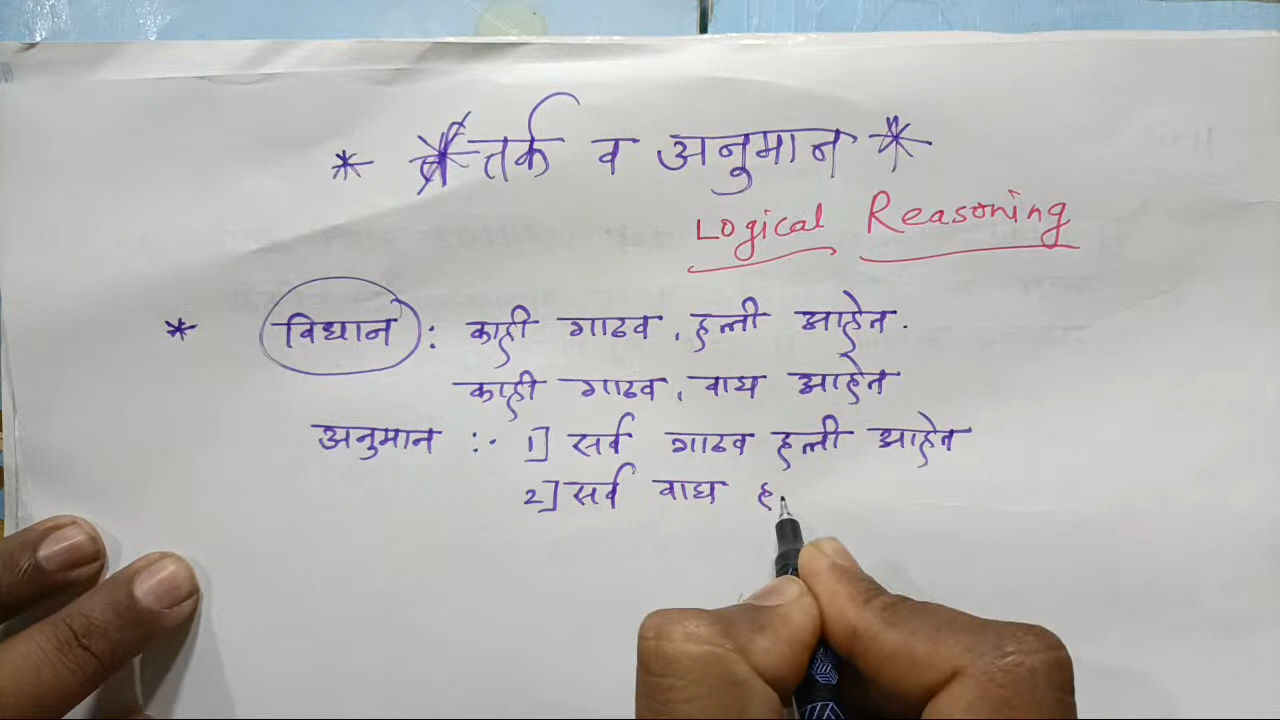 * तर्क व अनुमान *
Logical Reasoning
* विधान : काही गाढव, हत्ती आहेत.
काही गाढव, वाघ आहेत
अनुमान :- 1] सर्व गाढव हत्ती आहेत
2] सर्व वाघ ह